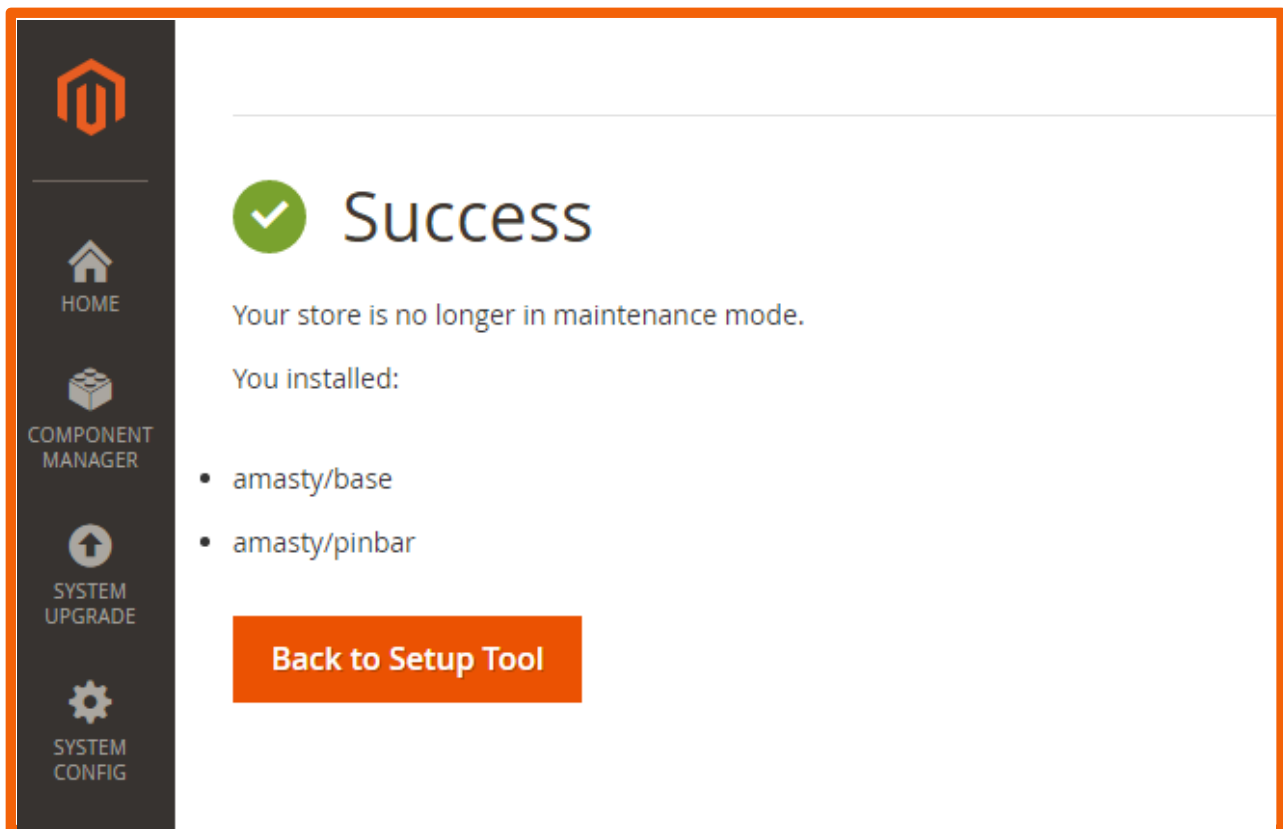 HOME
COMPONENT
MANAGER
SYSTEM
UPGRADE
SYSTEM
CONFIG
Success
Your store is no longer in maintenance mode.
You installed:
amasty/base
amasty/pinbar
Back to Setup Tool